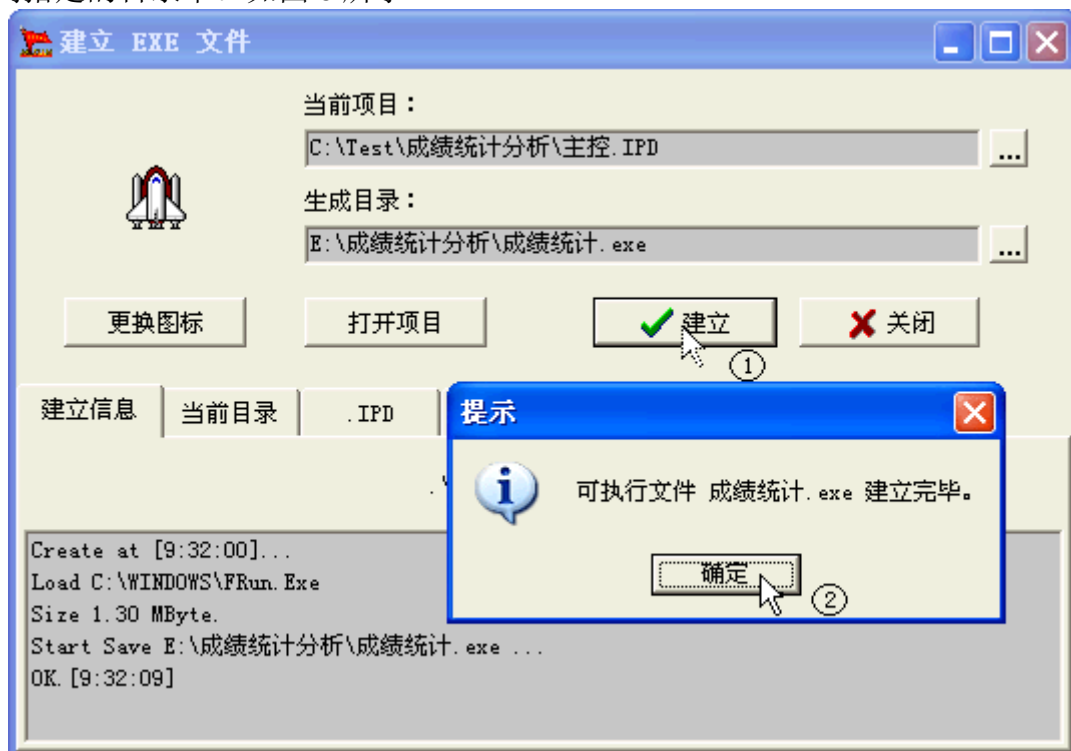 建立 EXE 文件
当前项目：
C:\Test\成绩统计分析\主控.IPD
...
生成目录：
E:\成绩统计分析\成绩统计.exe
...
更换图标 打开项目 建立 关闭
①
建立信息 当前目录 .IPD
提示
可执行文件 成绩统计.exe 建立完毕。
确定
②
Create at [9:32:00]...
Load C:\WINDOWS\FRun.Exe
Size 1.30 MByte.
Start Save E:\成绩统计分析\成绩统计.exe ...
OK.[9:32:09]